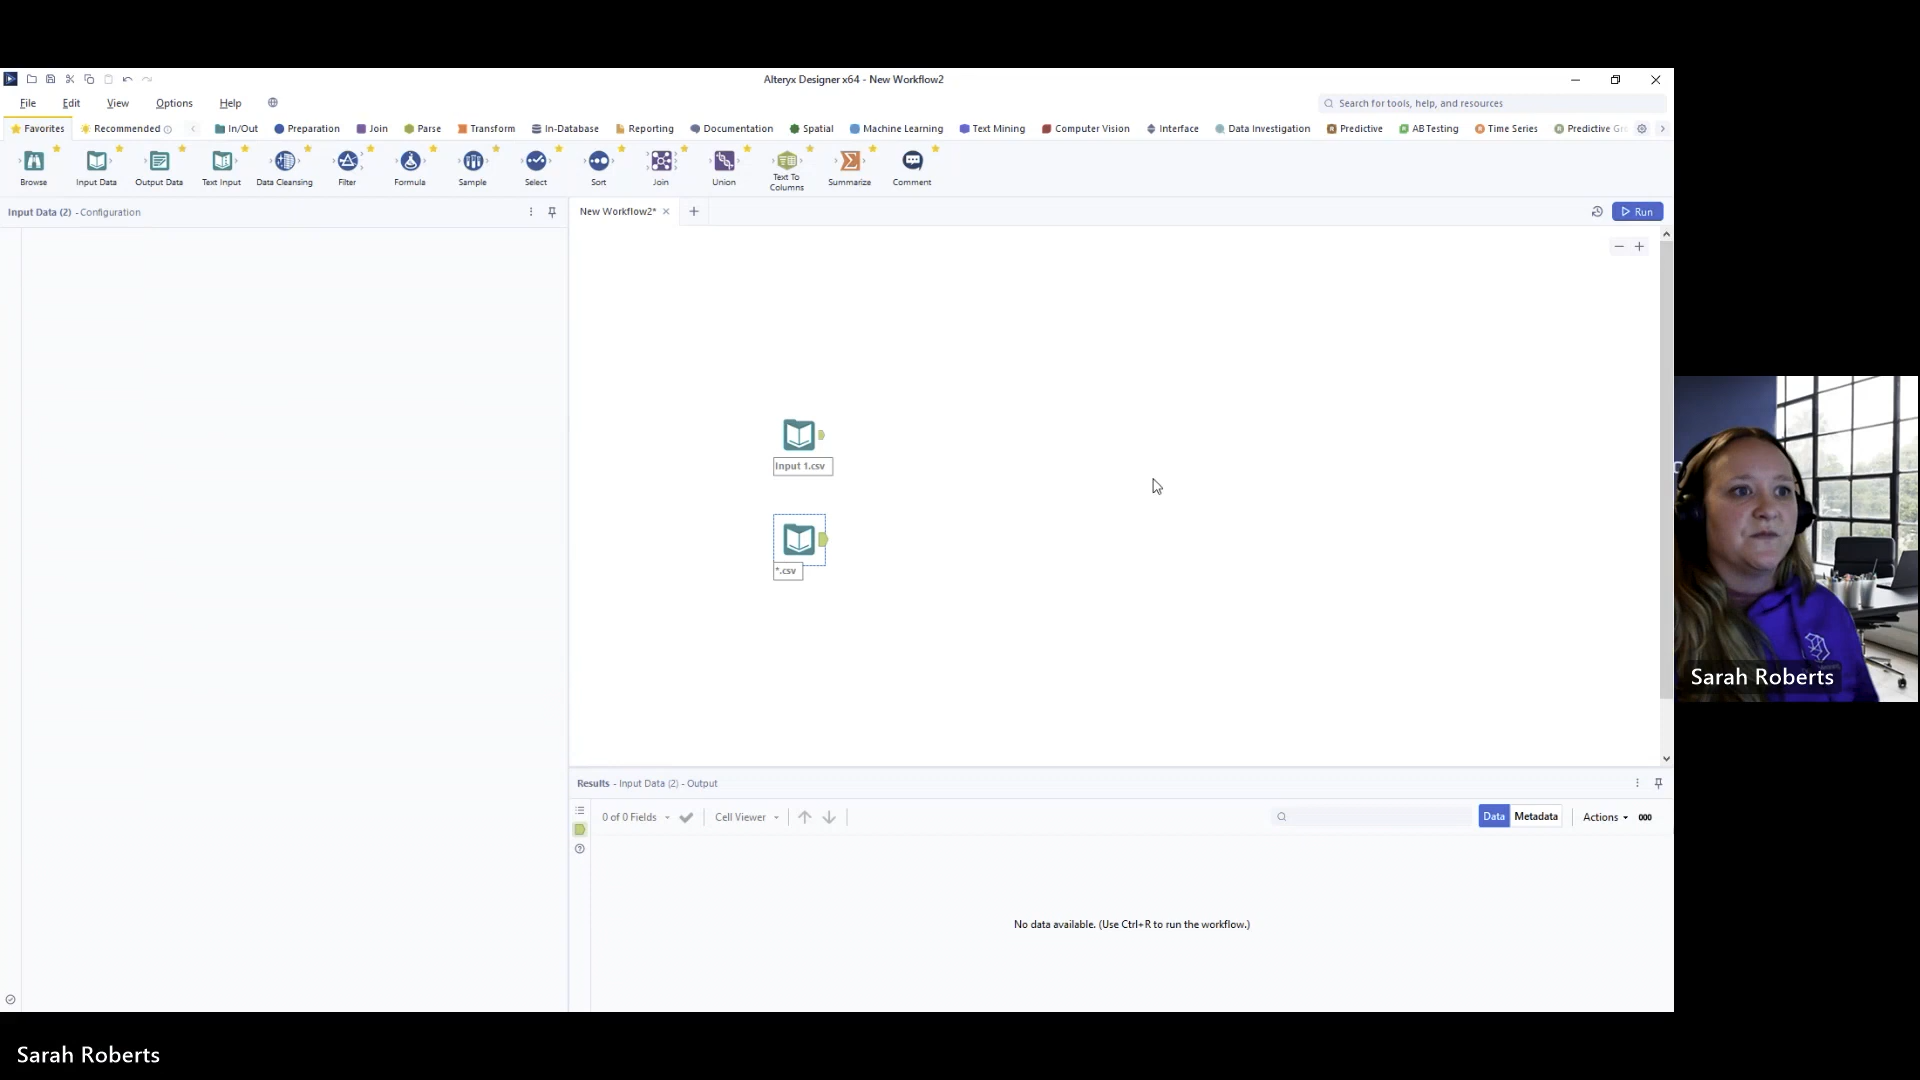 Alteryx Designer x64 - New Workflow2
File Edit View Options Help
Search for tools, help, and resources
Favorites Recommended In/Out Preparation Join Parse Transform In-Database Reporting Documentation Spatial Machine Learning Text Mining Computer Vision Interface Data Investigation Predictive AB Testing Time Series Predictive Gr
Browse Input Data Output Data Text Input Data Cleansing Filter Formula Sample Select Sort Join Union Text To Columns Summarize Comment
Input Data (2) - Configuration
New Workflow2*
Run
Input 1.csv
*.csv
Results - Input Data (2) - Output
0 of 0 Fields Cell Viewer Data Metadata Actions 000
No data available. (Use Ctrl+R to run the workflow.)
Sarah Roberts
Sarah Roberts